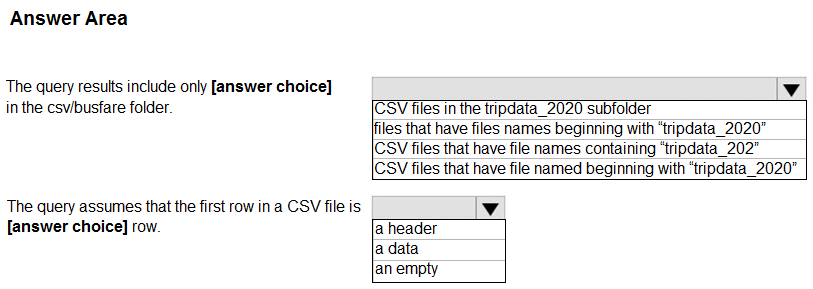 Answer Area
The query results include only [answer choice]
in the csv/busfare folder.
CSV files in the tripdata_2020 subfolder
files that have files names beginning with “tripdata_2020”
CSV files that have file names containing “tripdata_202”
CSV files that have file named beginning with “tripdata_2020”
The query assumes that the first row in a CSV file is
[answer choice] row.
a header
a data
an empty